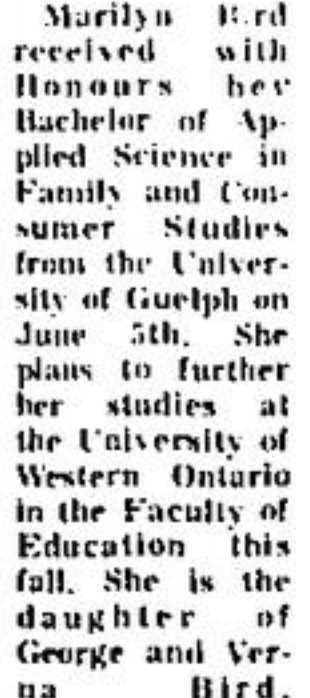 Marilyn Bird
received with
Honours her
Bachelor of Ap-
plied Science in
Family and Con-
sumer Studies
from the Univer-
sity of Guelph on
June 5th. She
plans to further
her studies at
the University of
Western Ontario
in the Faculty of
Education this
fall. She is the
daughter of
George and Ver-
na Bird.